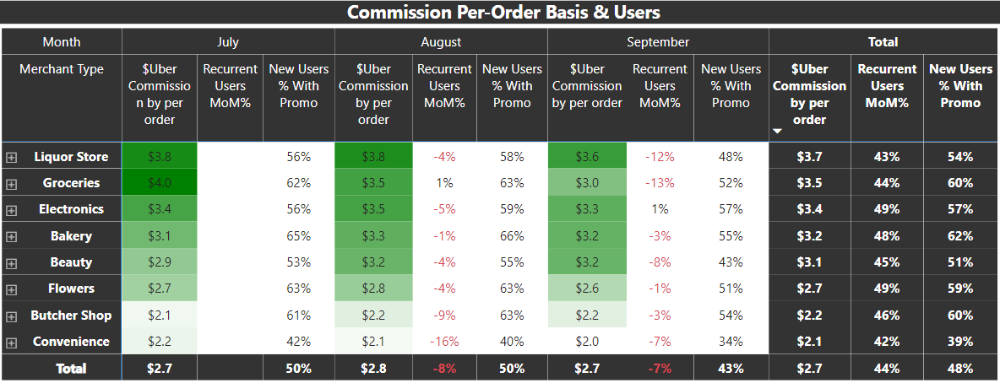 Commission Per-Order Basis & Users
Month July August September Total
Merchant Type $Uber Commissio n by per order Recurrent Users MoM% New Users % With Promo $Uber Commission by per order Recurrent Users MoM% New Users % With Promo $Uber Commission by per order Recurrent Users MoM% New Users % With Promo $Uber Commission by per order Recurrent Users MoM% New Users % With Promo
Liquor Store $3.8 56% $3.8 -4% 58% $3.6 -12% 48% $3.7 43% 54%
Groceries $4.0 62% $3.5 1% 63% $3.0 -13% 52% $3.5 44% 60%
Electronics $3.4 56% $3.5 -5% 59% $3.3 1% 57% $3.4 49% 57%
Bakery $3.1 65% $3.3 -1% 66% $3.2 -3% 55% $3.2 48% 62%
Beauty $2.9 53% $3.2 -4% 55% $3.2 -8% 43% $3.1 45% 51%
Flowers $2.7 63% $2.8 -4% 63% $2.6 -1% 51% $2.7 49% 59%
Butcher Shop $2.1 61% $2.2 -9% 63% $2.2 -3% 54% $2.2 46% 60%
Convenience $2.2 42% $2.1 -16% 40% $2.0 -7% 34% $2.1 42% 39%
Total $2.7 50% $2.8 -8% 50% $2.7 -7% 43% $2.7 44% 48%